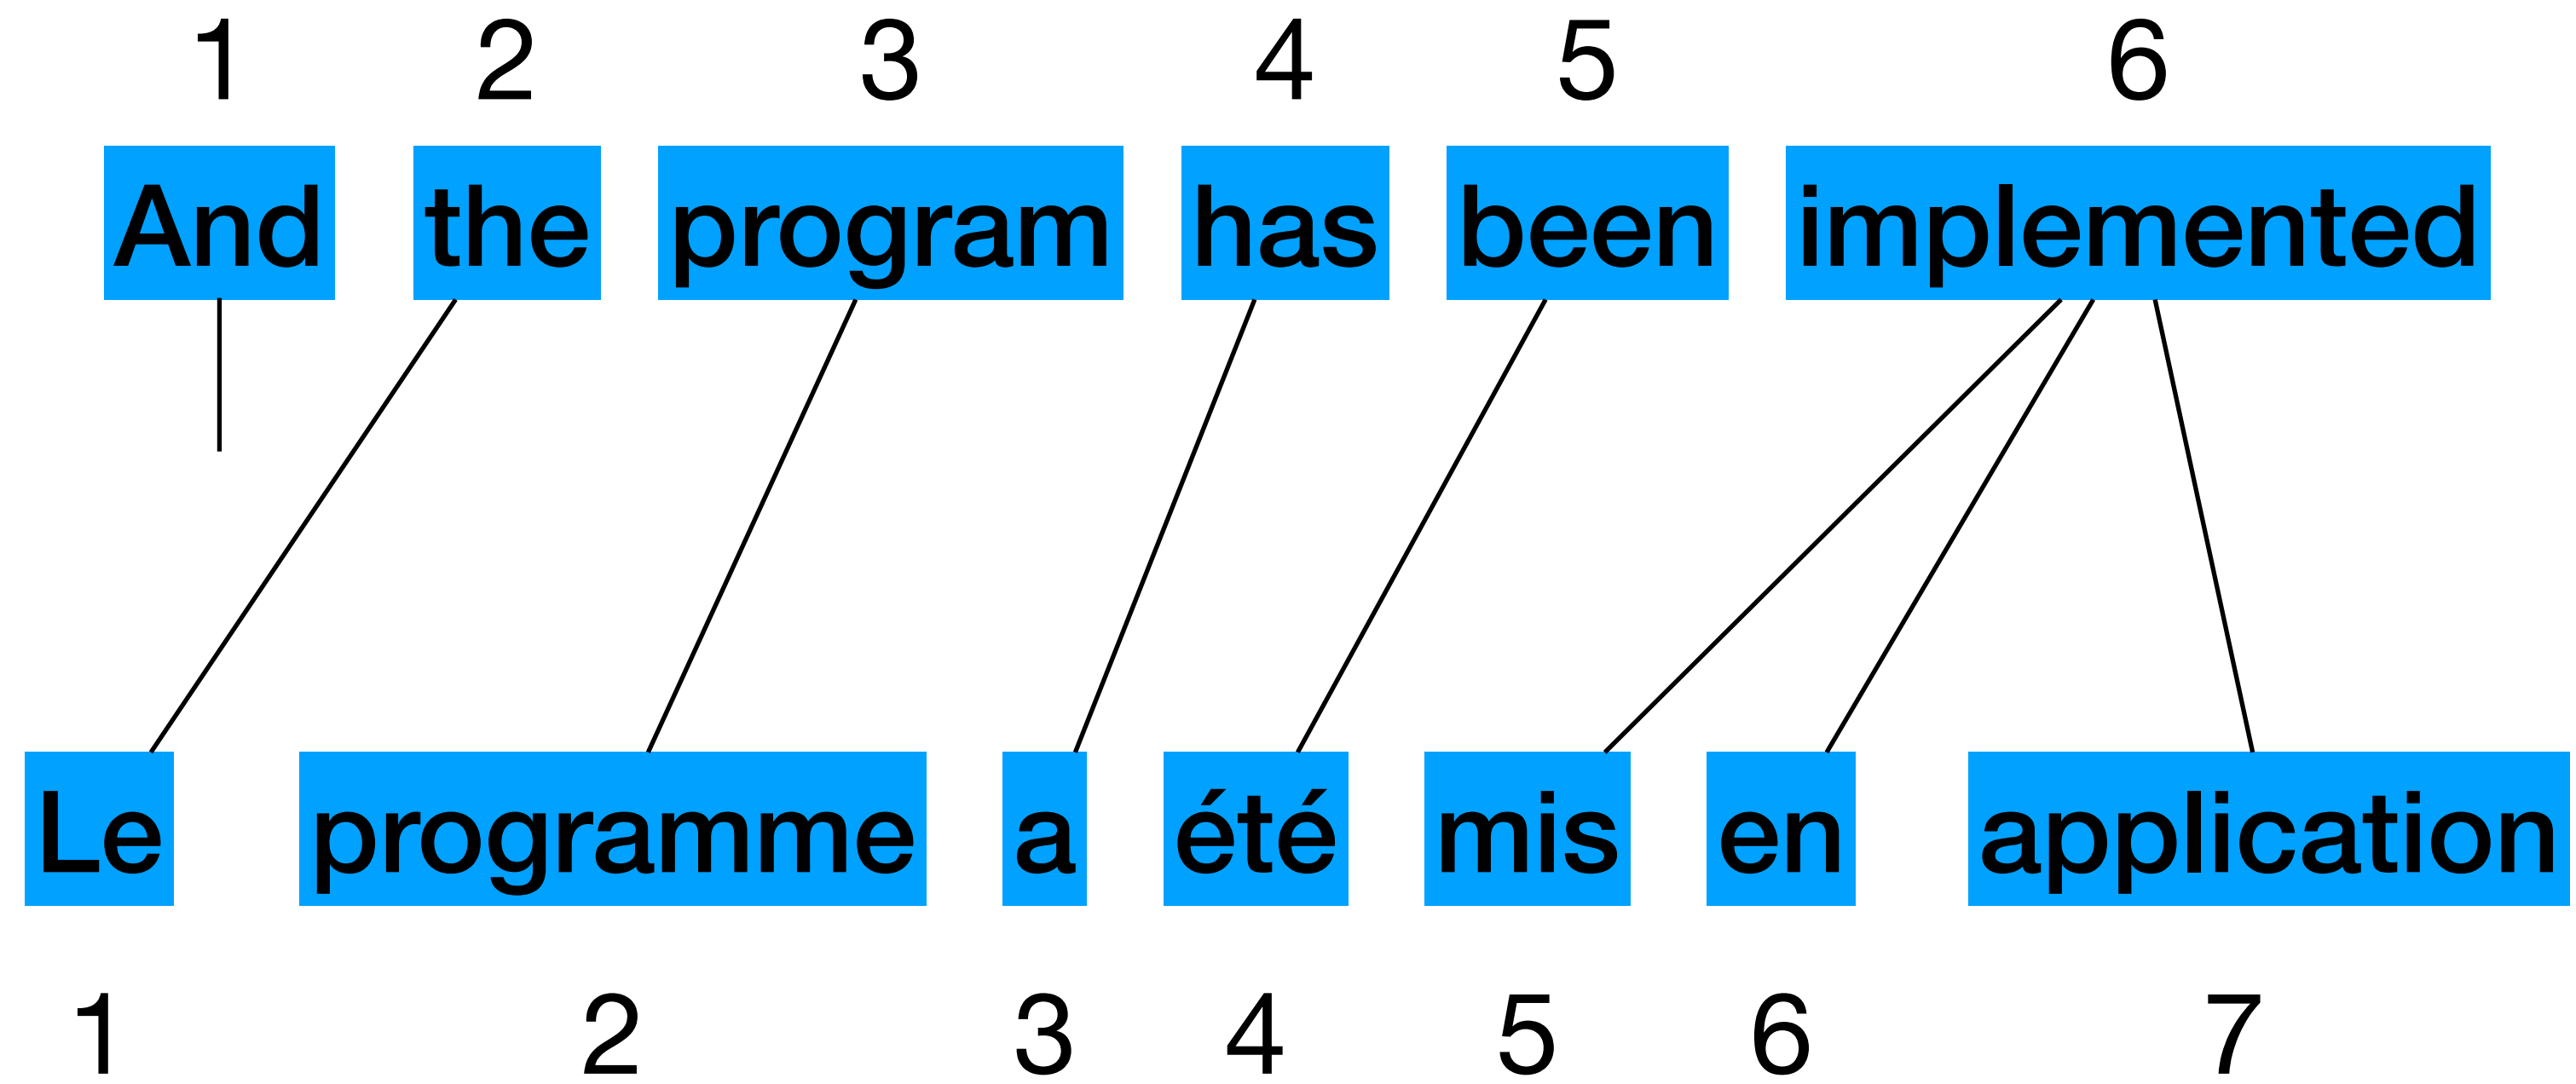 1 2 3 4 5 6
And the program has been implemented
Le programme a été mis en application
1 2 3 4 5 6 7